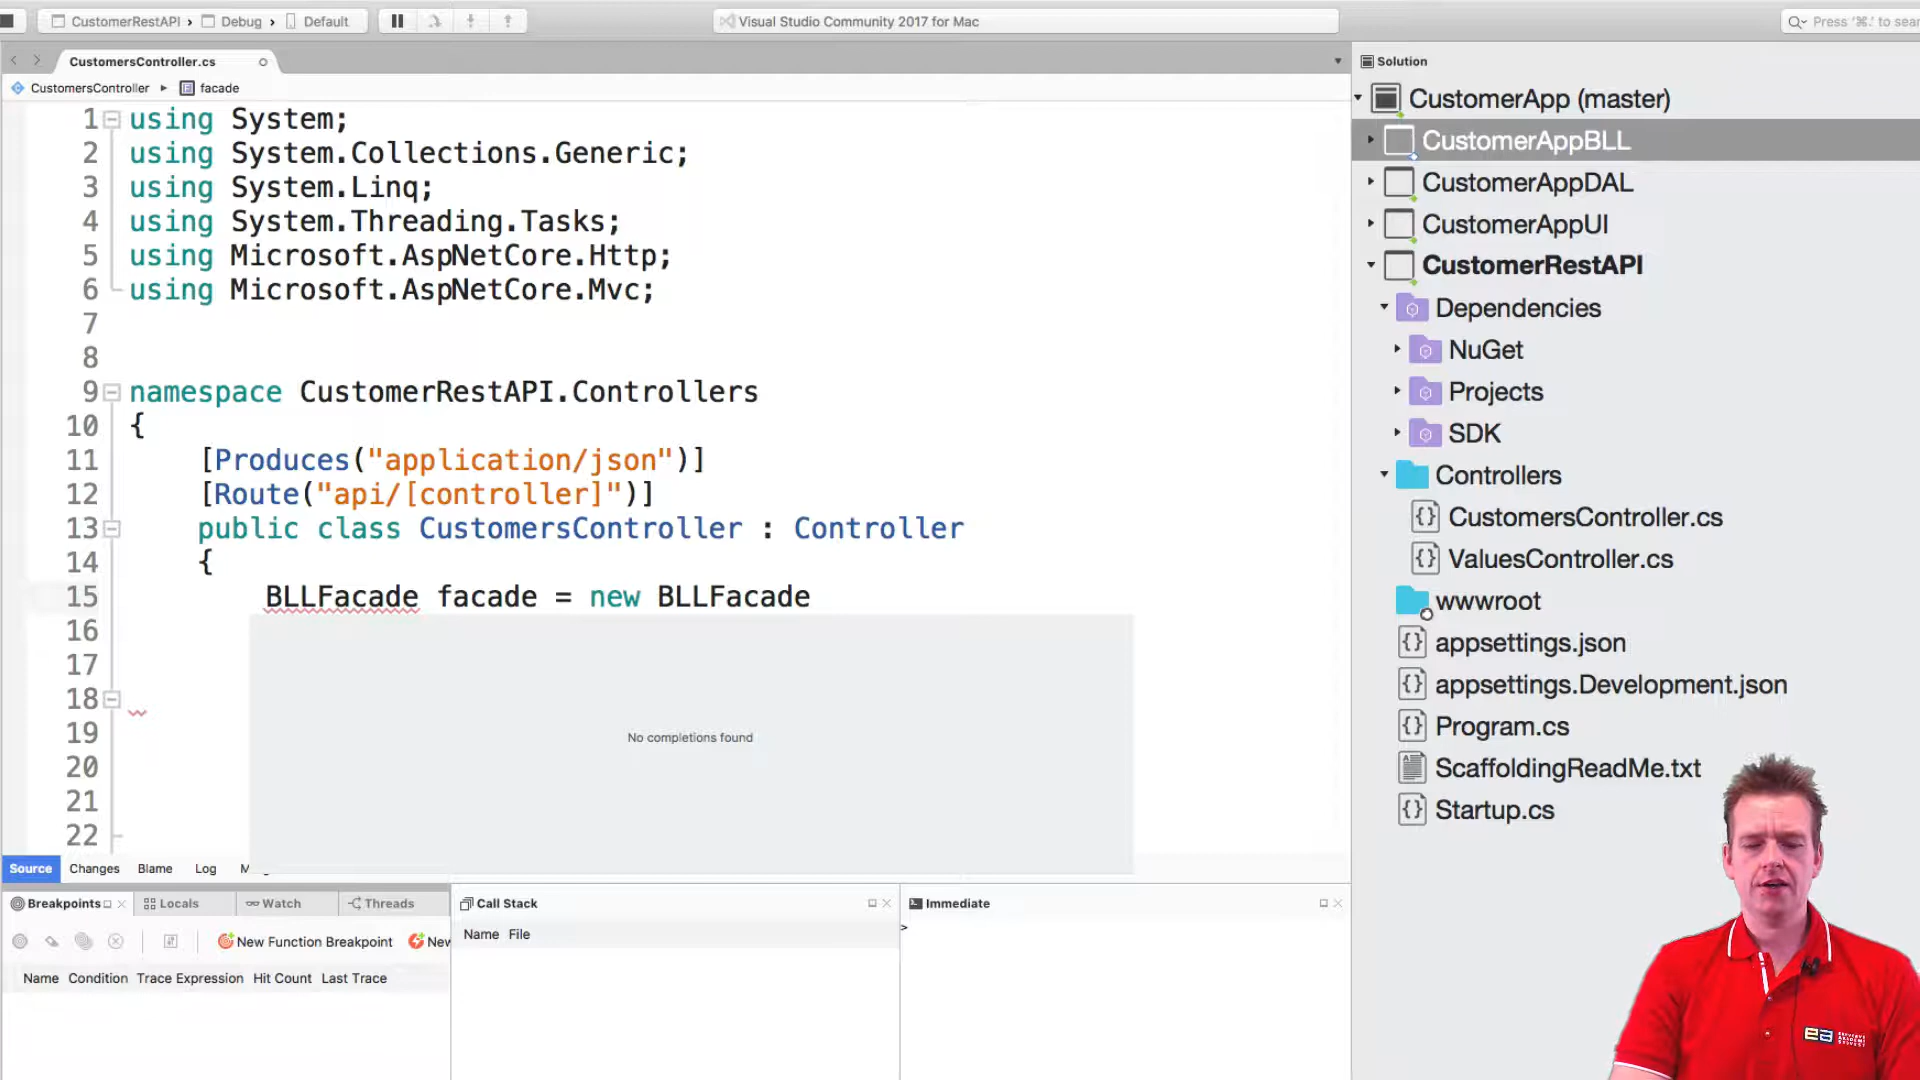 CustomerRestAPI > Debug > Default
Visual Studio Community 2017 for Mac
Press '⌘.' to sear
CustomersController.cs
CustomersController facade
1 using System;
2 using System.Collections.Generic;
3 using System.Linq;
4 using System.Threading.Tasks;
5 using Microsoft.AspNetCore.Http;
6 using Microsoft.AspNetCore.Mvc;
7
8
9 namespace CustomerRestAPI.Controllers
10 {
11 [Produces("application/json")]
12 [Route("api/[controller]")]
13 public class CustomersController : Controller
14 {
15 BLLFacade facade = new BLLFacade
16
17
18
19
20
21
22
No completions found
Source Changes Blame Log
Breakpoints Locals Watch Threads
New Function Breakpoint New
Name Condition Trace Expression Hit Count Last Trace
Call Stack
Name File
Immediate
>
Solution
CustomerApp (master)
CustomerAppBLL
CustomerAppDAL
CustomerAppUI
CustomerRestAPI
Dependencies
NuGet
Projects
SDK
Controllers
CustomersController.cs
ValuesController.cs
wwwroot
appsettings.json
appsettings.Development.json
Program.cs
ScaffoldingReadMe.txt
Startup.cs
ea